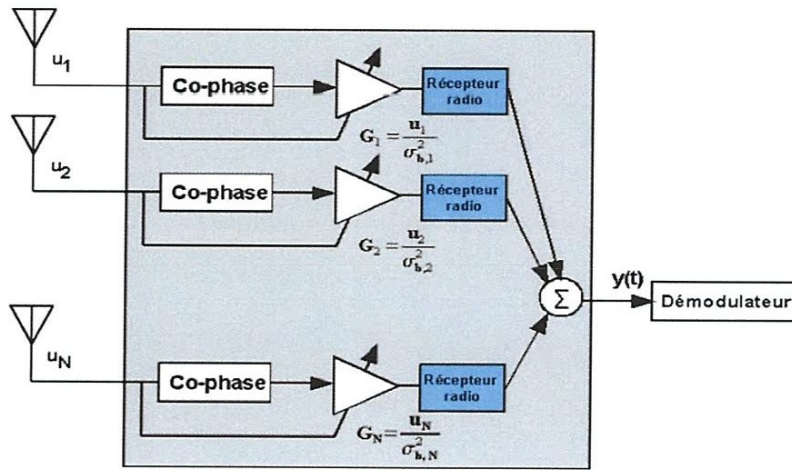 u1
Co-phase
Récepteur
radio
G1 = u1 / σ²b,1
u2
Co-phase
Récepteur
radio
G2 = u2 / σ²b,2
y(t)
Σ
Démodulateur
uN
Co-phase
Récepteur
radio
GN = uN / σ²b,N